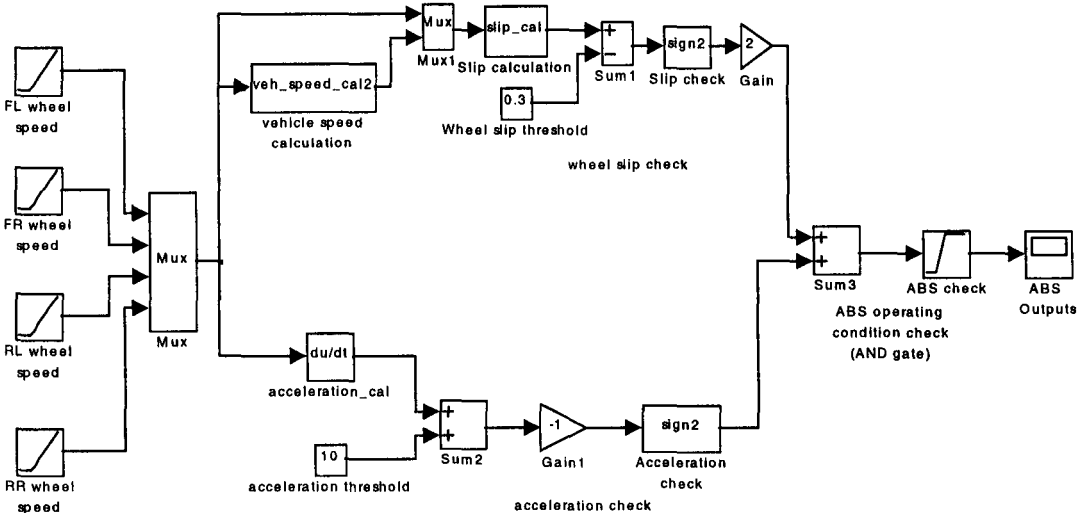 FL wheel
speed
FR wheel
speed
RL wheel
speed
RR wheel
speed
Mux
Mux
veh_speed_cal2
vehicle speed
calculation
Mux
Mux1
slip_cal
Slip calculation
0.3
Wheel slip threshold
+
−
Sum1
sign2
Slip check
2
Gain
wheel slip check
du/dt
acceleration_cal
10
acceleration threshold
+
+
Sum2
-1
Gain1
sign2
Acceleration
check
acceleration check
+
+
Sum3
ABS check
ABS operating
condition check
(AND gate)
ABS
Outputs